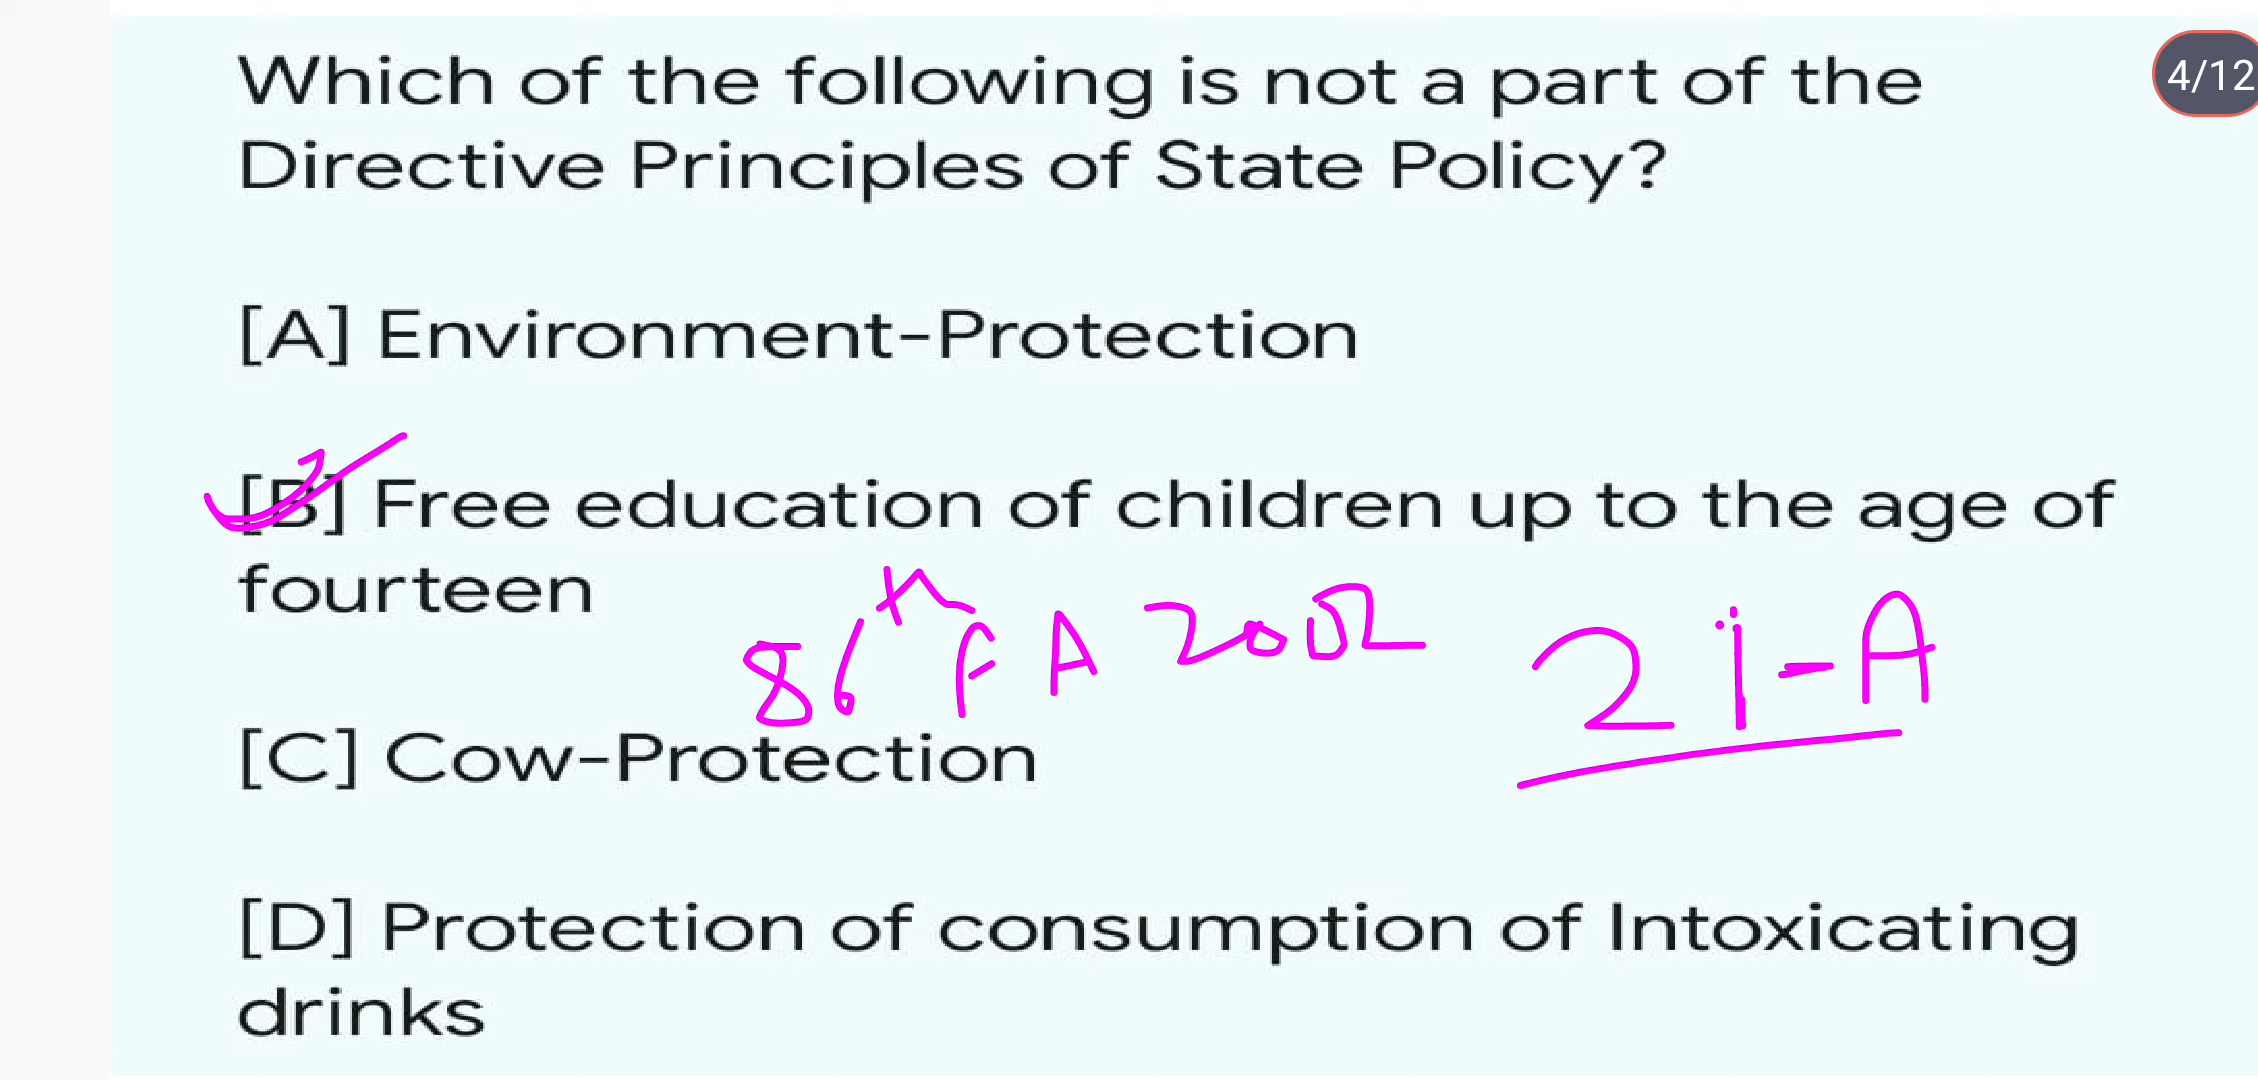 Which of the following is not a part of the
4/12
Directive Principles of State Policy?
[A] Environment-Protection
[B] Free education of children up to the age of
fourteen
86th FA 2002 21-A
[C] Cow-Protection
[D] Protection of consumption of Intoxicating
drinks